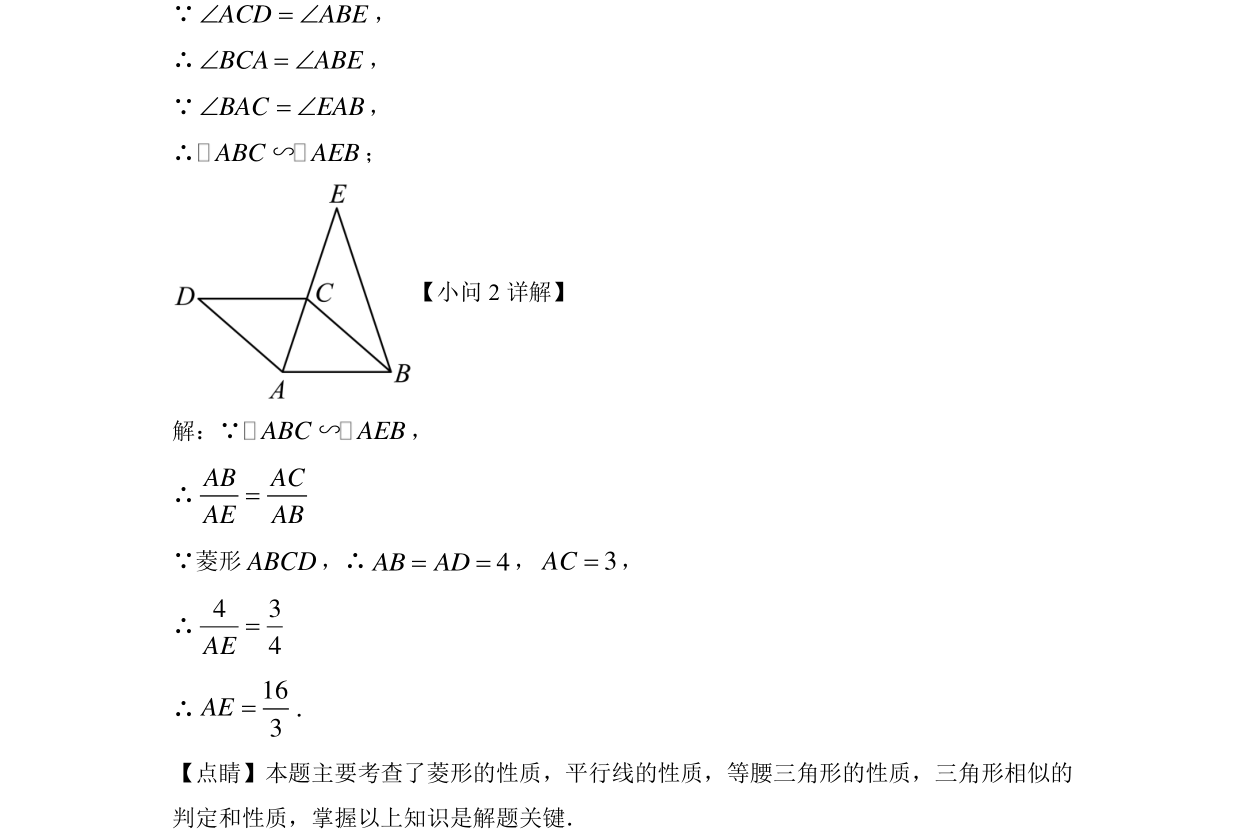 ∵ ∠ACD = ∠ABE，
∴ ∠BCA = ∠ABE，
∵ ∠BAC = ∠EAB，
∴□ABC∽□AEB；
E
D
C
【小问 2 详解】
A
B
解：∵□ABC∽□AEB，
∴ AB/AE = AC/AB
∵菱形 ABCD，∴ AB = AD = 4， AC = 3，
∴ 4/AE = 3/4
∴ AE = 16/3．
【点睛】本题主要考查了菱形的性质，平行线的性质，等腰三角形的性质，三角形相似的
判定和性质，掌握以上知识是解题关键．